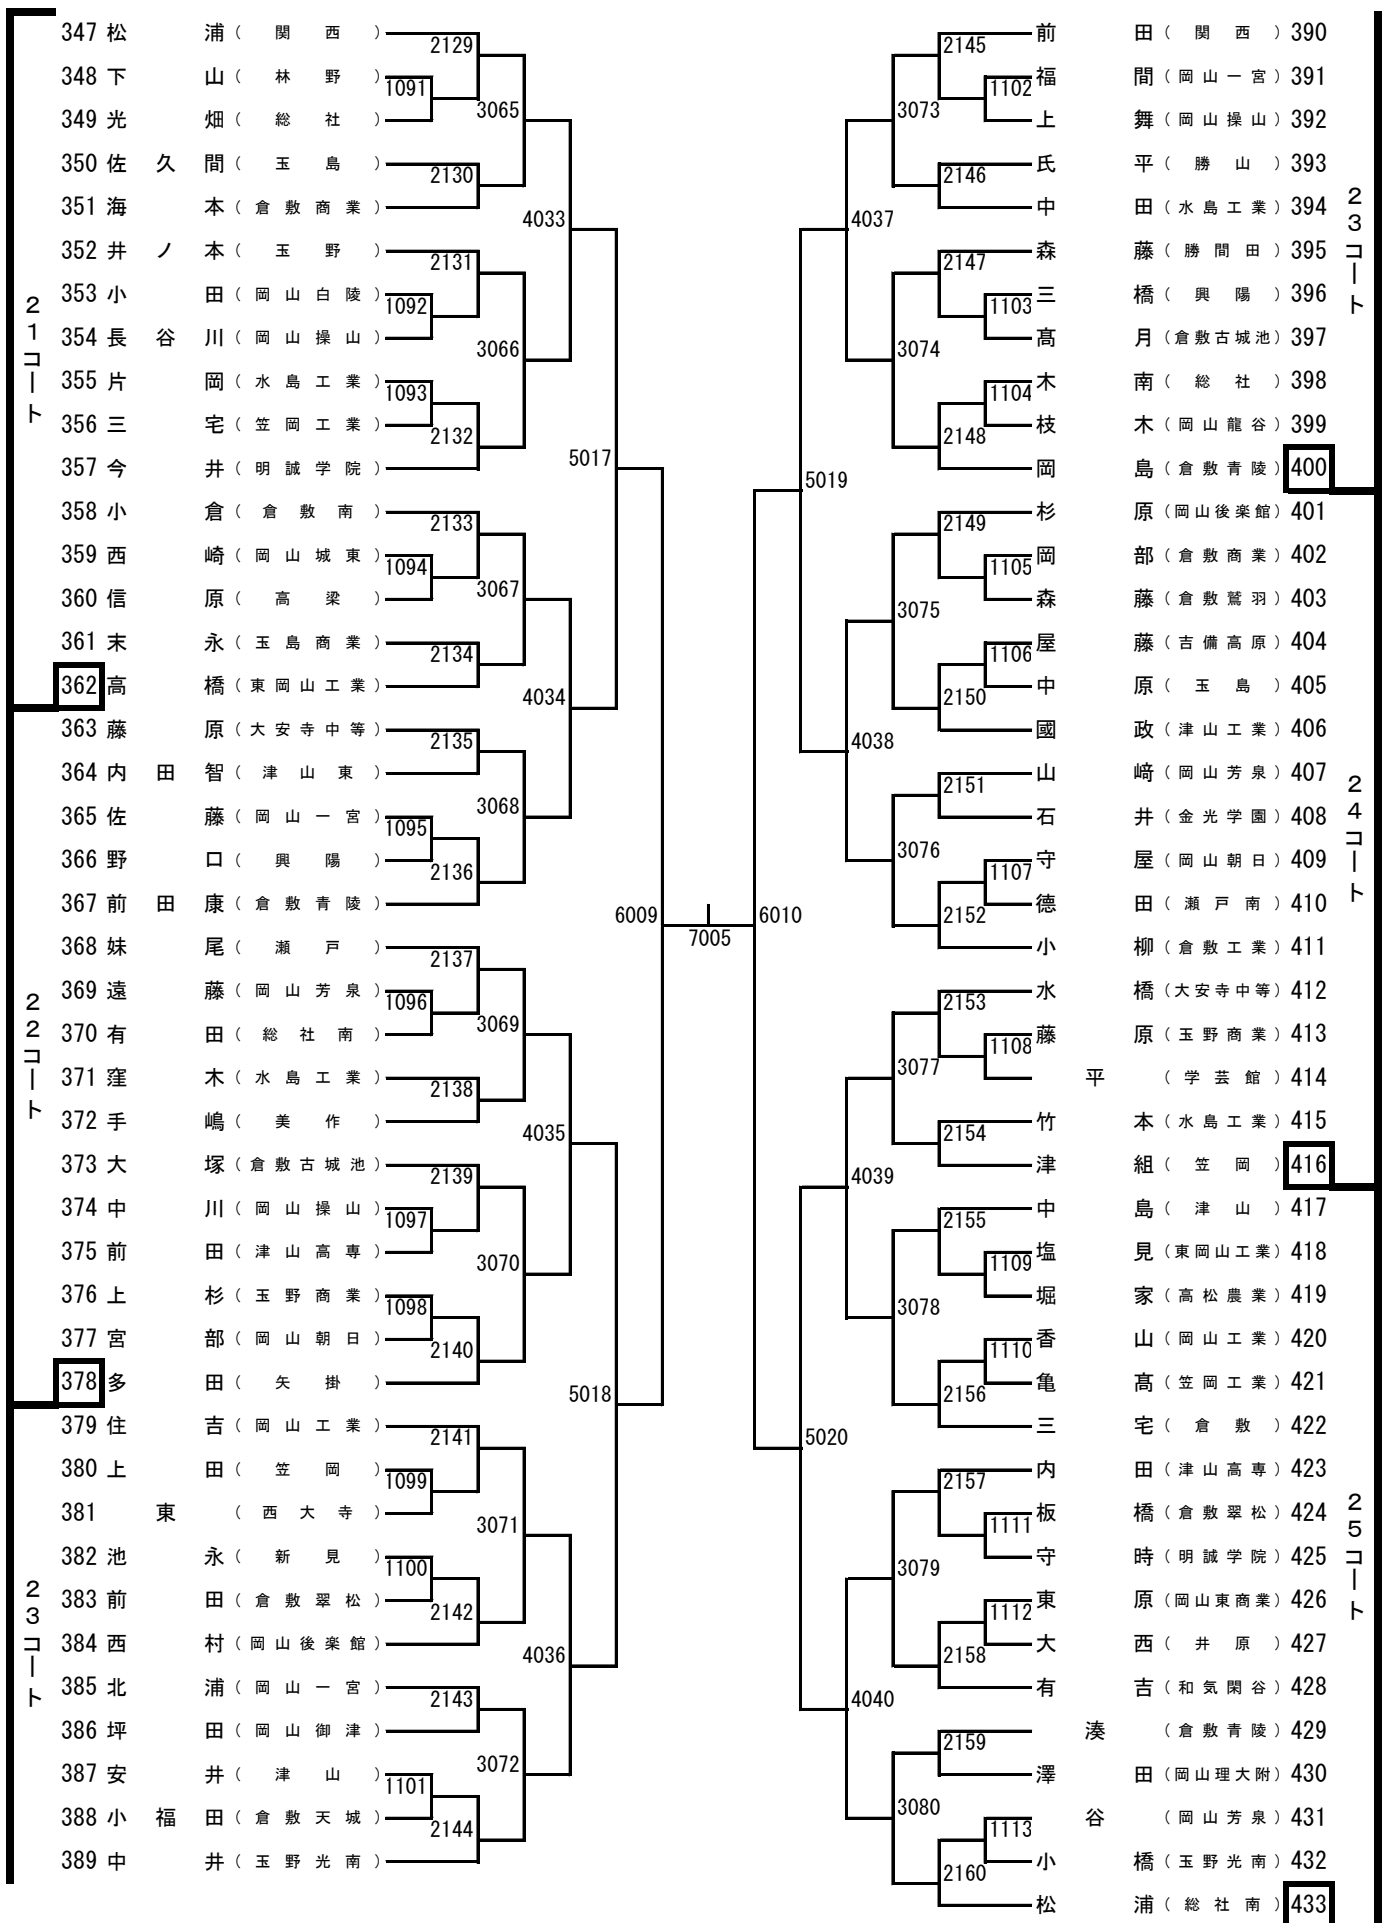 347 松浦（関西）
348 下山（林野）
349 光畑（総社）
350 佐久間（玉島）
351 海本（倉敷商業）
352 井ノ本（玉野）
353 小田（岡山白陵）
354 長谷川（岡山操山）
355 片岡（水島工業）
356 三宅（笠岡工業）
357 今井（明誠学院）
358 小倉（倉敷南）
359 西崎（岡山城東）
360 信原（高梁）
361 末永（玉島商業）
362 高橋（東岡山工業）
363 藤原（大安寺中等）
364 内田智（津山東）
365 佐藤（岡山一宮）
366 野口（興陽）
367 前田康（倉敷青陵）
368 妹尾（瀬戸）
369 遠藤（岡山芳泉）
370 有田（総社南）
371 窪木（水島工業）
372 手嶋（美作）
373 大塚（倉敷古城池）
374 中川（岡山操山）
375 前田（津山高専）
376 上杉（玉野商業）
377 宮部（岡山朝日）
378 多田（矢掛）
379 住吉（岡山工業）
380 上田（笠岡）
381 東（西大寺）
382 池永（新見）
383 前田（倉敷翠松）
384 西村（岡山後楽館）
385 北浦（岡山一宮）
386 坪田（岡山御津）
387 安井（津山）
388 小福田（倉敷天城）
389 中井（玉野光南）
21コート
22コート
23コート
1091
1092
1093
1094
1095
1096
1097
1098
1099
1100
1101
2129
2130
2131
2132
2133
2134
2135
2136
2137
2138
2139
2140
2141
2142
2143
2144
3065
3066
3067
3068
3069
3070
3071
3072
4033
4034
4035
4036
5017
5018
6009
7005
6010
5019
5020
4037
4038
4039
4040
3073
3074
3075
3076
3077
3078
3079
3080
2145
2146
2147
2148
2149
2150
2151
2152
2153
2154
2155
2156
2157
2158
2159
2160
1102
1103
1104
1105
1106
1107
1108
1109
1110
1111
1112
1113
前田（関西）390
福間（岡山一宮）391
上舞（岡山操山）392
氏平（勝山）393
中田（水島工業）394
森藤（勝間田）395
三橋（興陽）396
髙月（倉敷古城池）397
木南（総社）398
枝木（岡山龍谷）399
岡島（倉敷青陵）400
杉原（岡山後楽館）401
岡部（倉敷商業）402
森藤（倉敷鷲羽）403
屋藤（吉備高原）404
中原（玉島）405
國政（津山工業）406
山﨑（岡山芳泉）407
石井（金光学園）408
守屋（岡山朝日）409
德田（瀬戸南）410
小柳（倉敷工業）411
水橋（大安寺中等）412
藤原（玉野商業）413
平（学芸館）414
竹本（水島工業）415
津組（笠岡）416
中島（津山）417
塩見（東岡山工業）418
堀家（高松農業）419
香山（岡山工業）420
亀髙（笠岡工業）421
三宅（倉敷）422
内田（津山高専）423
板橋（倉敷翠松）424
守時（明誠学院）425
東原（岡山東商業）426
大西（井原）427
有吉（和気閑谷）428
湊（倉敷青陵）429
澤田（岡山理大附）430
谷（岡山芳泉）431
小橋（玉野光南）432
松浦（総社南）433
23コート
24コート
25コート